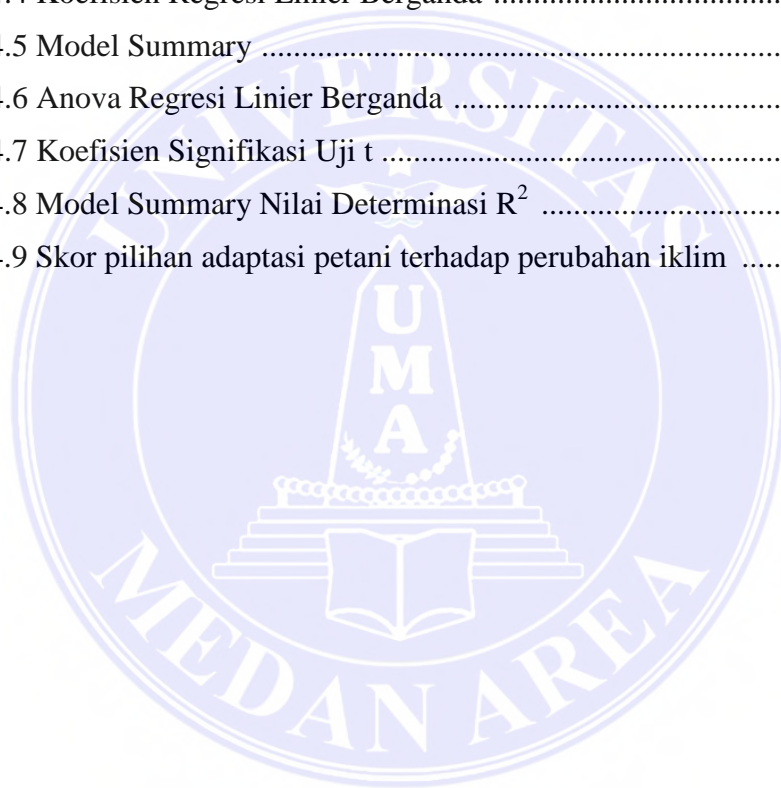 .4 Koefisien Regresi Linier Berganda ................................
4.5 Model Summary ................................................................
4.6 Anova Regresi Linier Berganda ........................................
4.7 Koefisien Signifikasi Uji t ..................................................
4.8 Model Summary Nilai Determinasi R² ..............................
4.9 Skor pilihan adaptasi petani terhadap perubahan iklim .....
UNIVERSITAS
UMA
MEDAN AREA